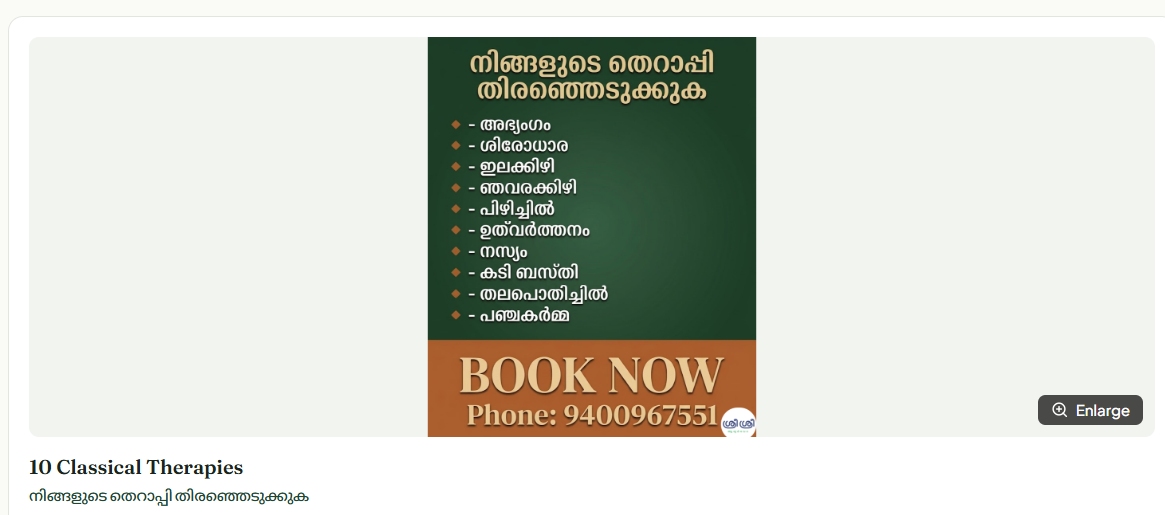 നിങ്ങളുടെ തെറാപ്പി
തിരഞ്ഞെടുക്കുക
- അഭ്യംഗം
- ശിരോധാര
- ഇലക്കിഴി
- ഞവരക്കിഴി
- പിഴിച്ചിൽ
- ഉത്‌വർത്തനം
- നസ്യം
- കടി ബസ്തി
- തലപൊതിച്ചിൽ
- പഞ്ചകർമ്മ
BOOK NOW
Phone: 9400967551
ശ്രീ ശ്രീ
Enlarge
10 Classical Therapies
നിങ്ങളുടെ തെറാപ്പി തിരഞ്ഞെടുക്കുക